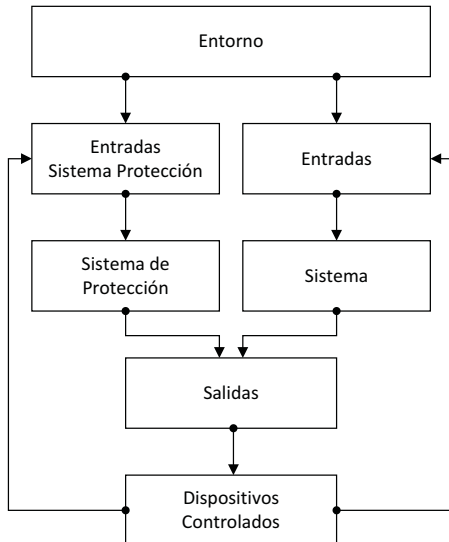 Entorno
Entradas
Sistema Protección
Entradas
Sistema de
Protección
Sistema
Salidas
Dispositivos
Controlados